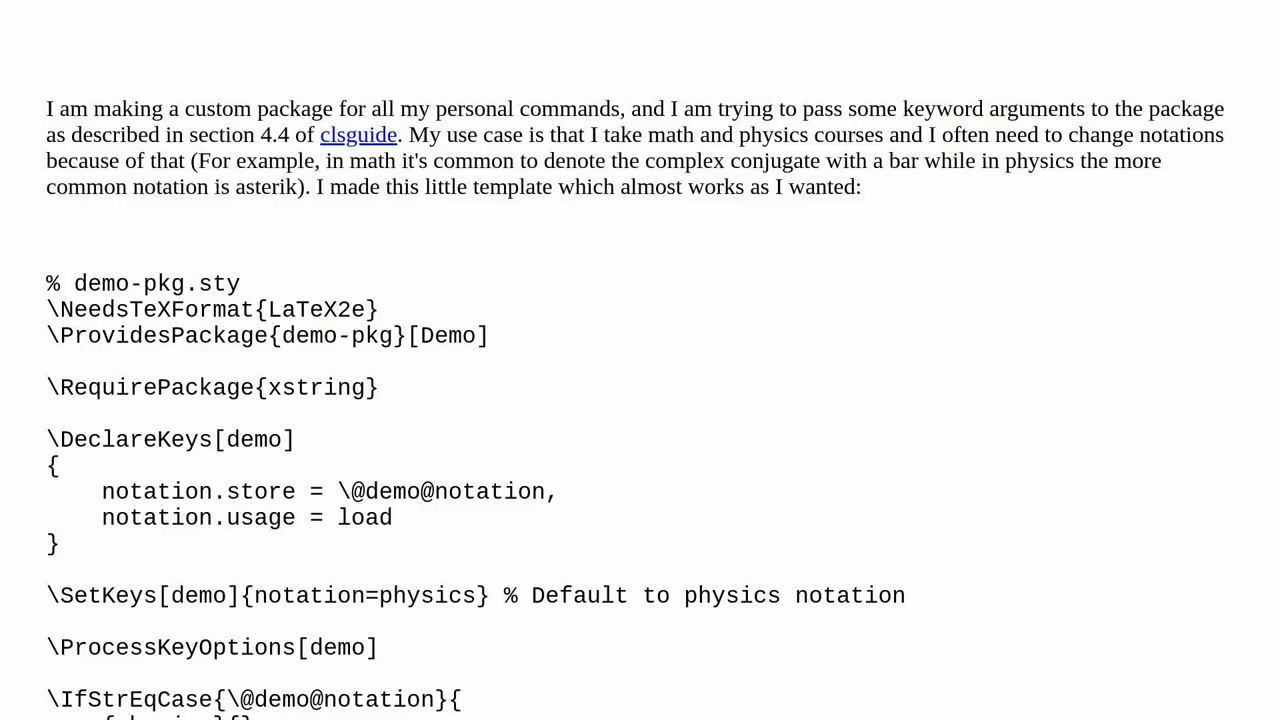 I am making a custom package for all my personal commands, and I am trying to pass some keyword arguments to the package
as described in section 4.4 of clsguide. My use case is that I take math and physics courses and I often need to change notations
because of that (For example, in math it's common to denote the complex conjugate with a bar while in physics the more
common notation is asterik). I made this little template which almost works as I wanted:
% demo-pkg.sty
\NeedsTeXFormat{LaTeX2e}
\ProvidesPackage{demo-pkg}[Demo]
\RequirePackage{xstring}
\DeclareKeys[demo]
{
    notation.store = \@demo@notation,
    notation.usage = load
}
\SetKeys[demo]{notation=physics} % Default to physics notation
\ProcessKeyOptions[demo]
\IfStrEqCase{\@demo@notation}{